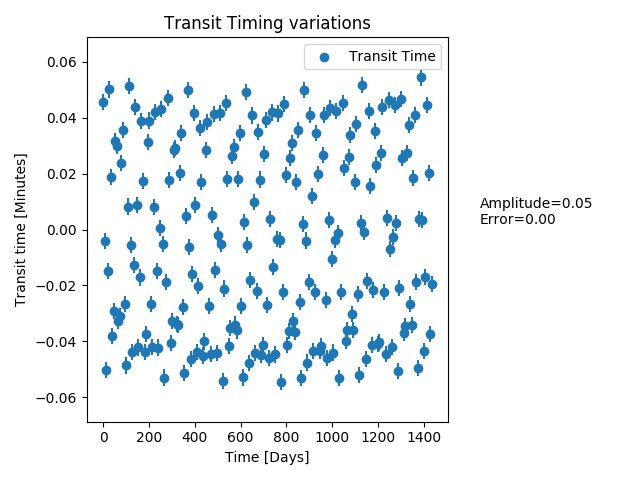 Transit Timing variations
Transit Time
0.06
0.04
0.02
0.00
−0.02
−0.04
−0.06
Transit time [Minutes]
0 200 400 600 800 1000 1200 1400
Time [Days]
Amplitude=0.05
Error=0.00